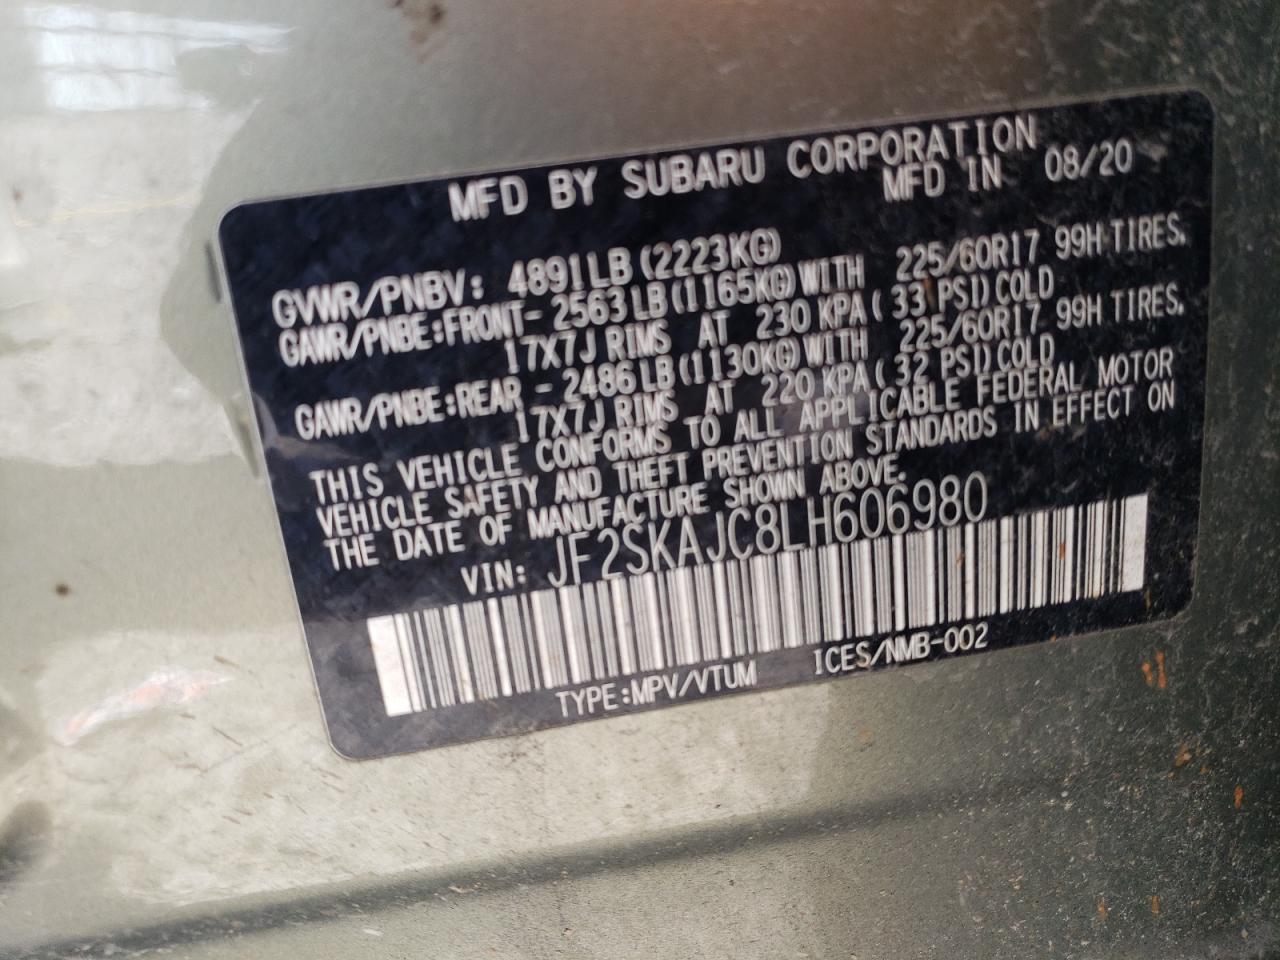 MFD BY SUBARU CORPORATION
MFD IN 08/20
GVWR/PNBV: 4891LB (2223KG)
GAWR/PNBE:FRONT- 2563LB(1165KG)WITH 225/60R17 99H TIRES,
17X7J RIMS AT 230 KPA( 33 PSI)COLD
GAWR/PNBE:REAR - 2486LB(1130KG)WITH 225/60R17 99H TIRES,
17X7J RIMS AT 220 KPA( 32 PSI)COLD
THIS VEHICLE CONFORMS TO ALL APPLICABLE FEDERAL MOTOR
VEHICLE SAFETY AND THEFT PREVENTION STANDARDS IN EFFECT ON
THE DATE OF MANUFACTURE SHOWN ABOVE.
VIN: JF2SKAJC8LH606980
TYPE:MPV/VTUM ICES/NMB-002